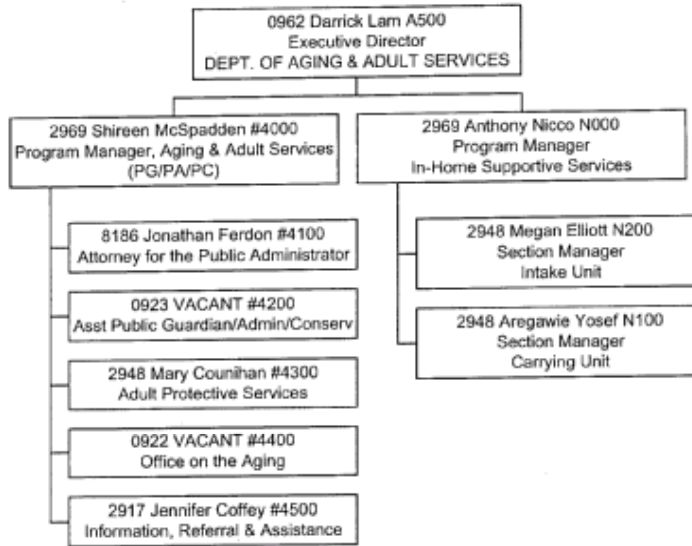 0962 Darrick Lam A500
Executive Director
DEPT. OF AGING & ADULT SERVICES
2969 Shireen McSpadden #4000
Program Manager, Aging & Adult Services
(PG/PA/PC)
8186 Jonathan Ferdon #4100
Attorney for the Public Administrator
0923 VACANT #4200
Asst Public Guardian/Admin/Conserv
2948 Mary Counihan #4300
Adult Protective Services
0922 VACANT #4400
Office on the Aging
2917 Jennifer Coffey #4500
Information, Referral & Assistance
2969 Anthony Nicco N000
Program Manager
In-Home Supportive Services
2948 Megan Elliott N200
Section Manager
Intake Unit
2948 Aregawie Yosef N100
Section Manager
Carrying Unit